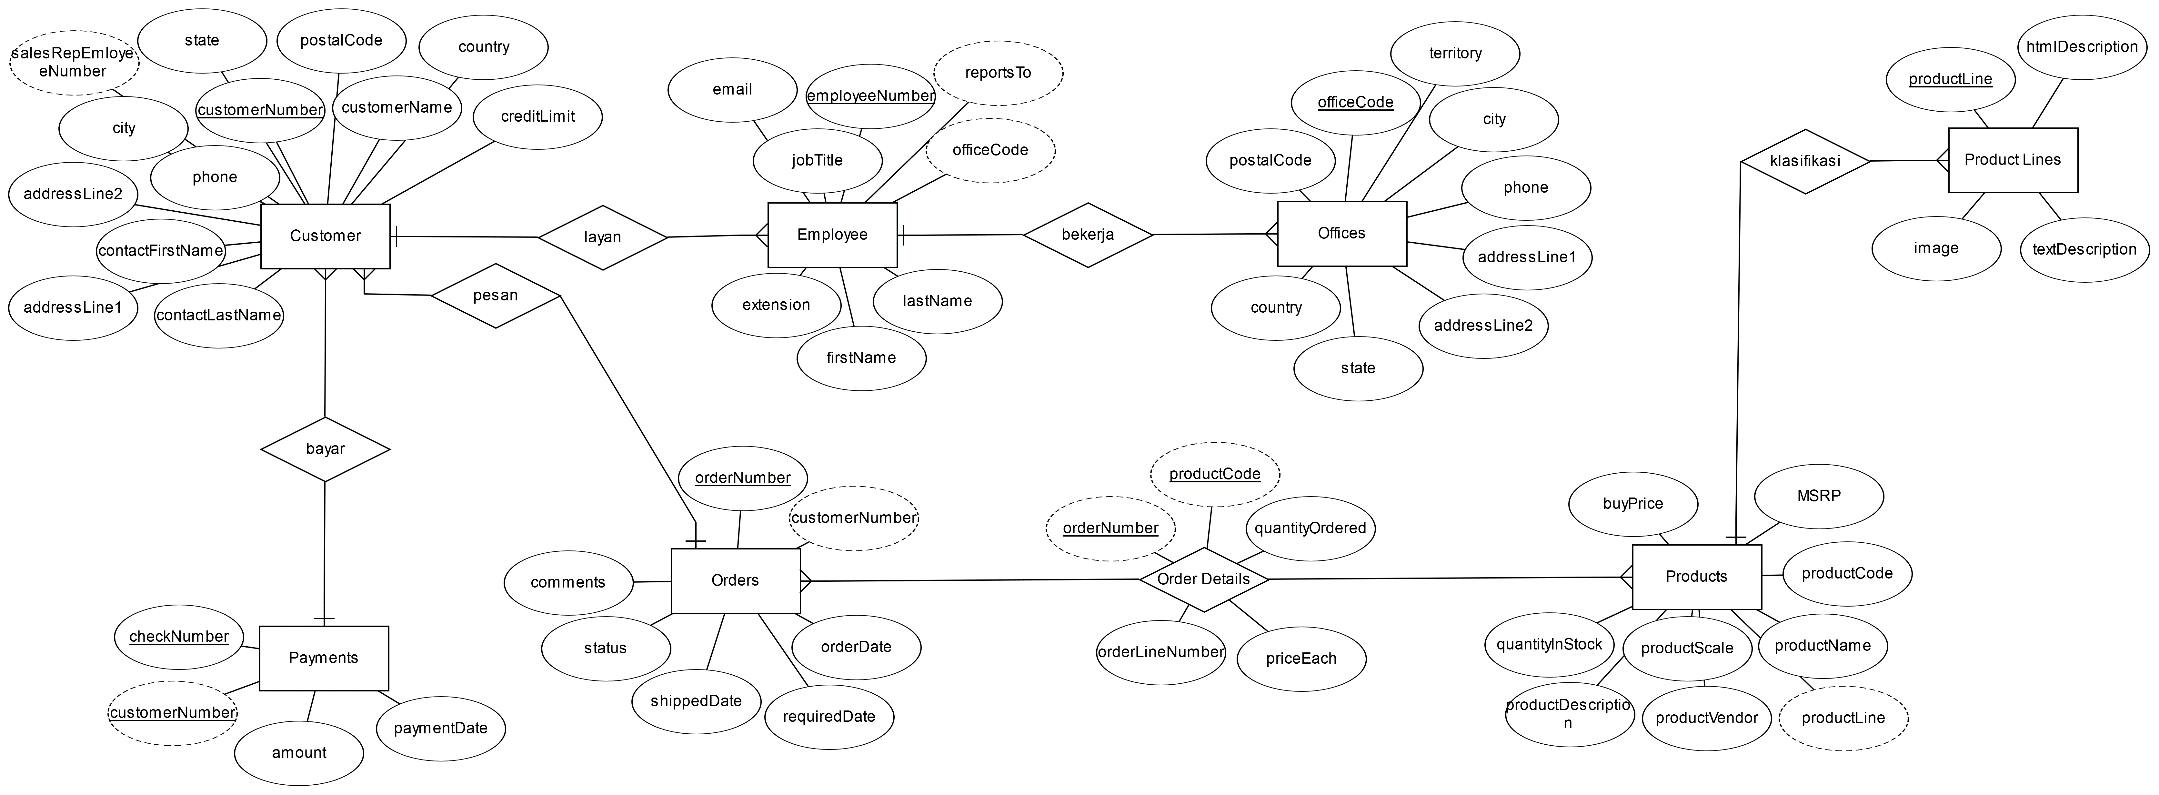 salesRepEmloye
eNumber
state
postalCode
country
customerNumber
customerName
creditLimit
city
phone
addressLine2
contactFirstName
addressLine1
contactLastName
Customer
layan
pesan
bayar
email
employeeNumber
reportsTo
jobTitle
officeCode
Employee
extension
lastName
firstName
bekerja
territory
officeCode
city
postalCode
phone
Offices
addressLine1
country
addressLine2
state
htmlDescription
productLine
klasifikasi
Product Lines
image
textDescription
orderNumber
customerNumber
comments
Orders
status
orderDate
shippedDate
requiredDate
productCode
orderNumber
quantityOrdered
Order Details
orderLineNumber
priceEach
buyPrice
MSRP
Products
productCode
quantityInStock
productScale
productName
productDescriptio
n
productVendor
productLine
checkNumber
Payments
customerNumber
amount
paymentDate